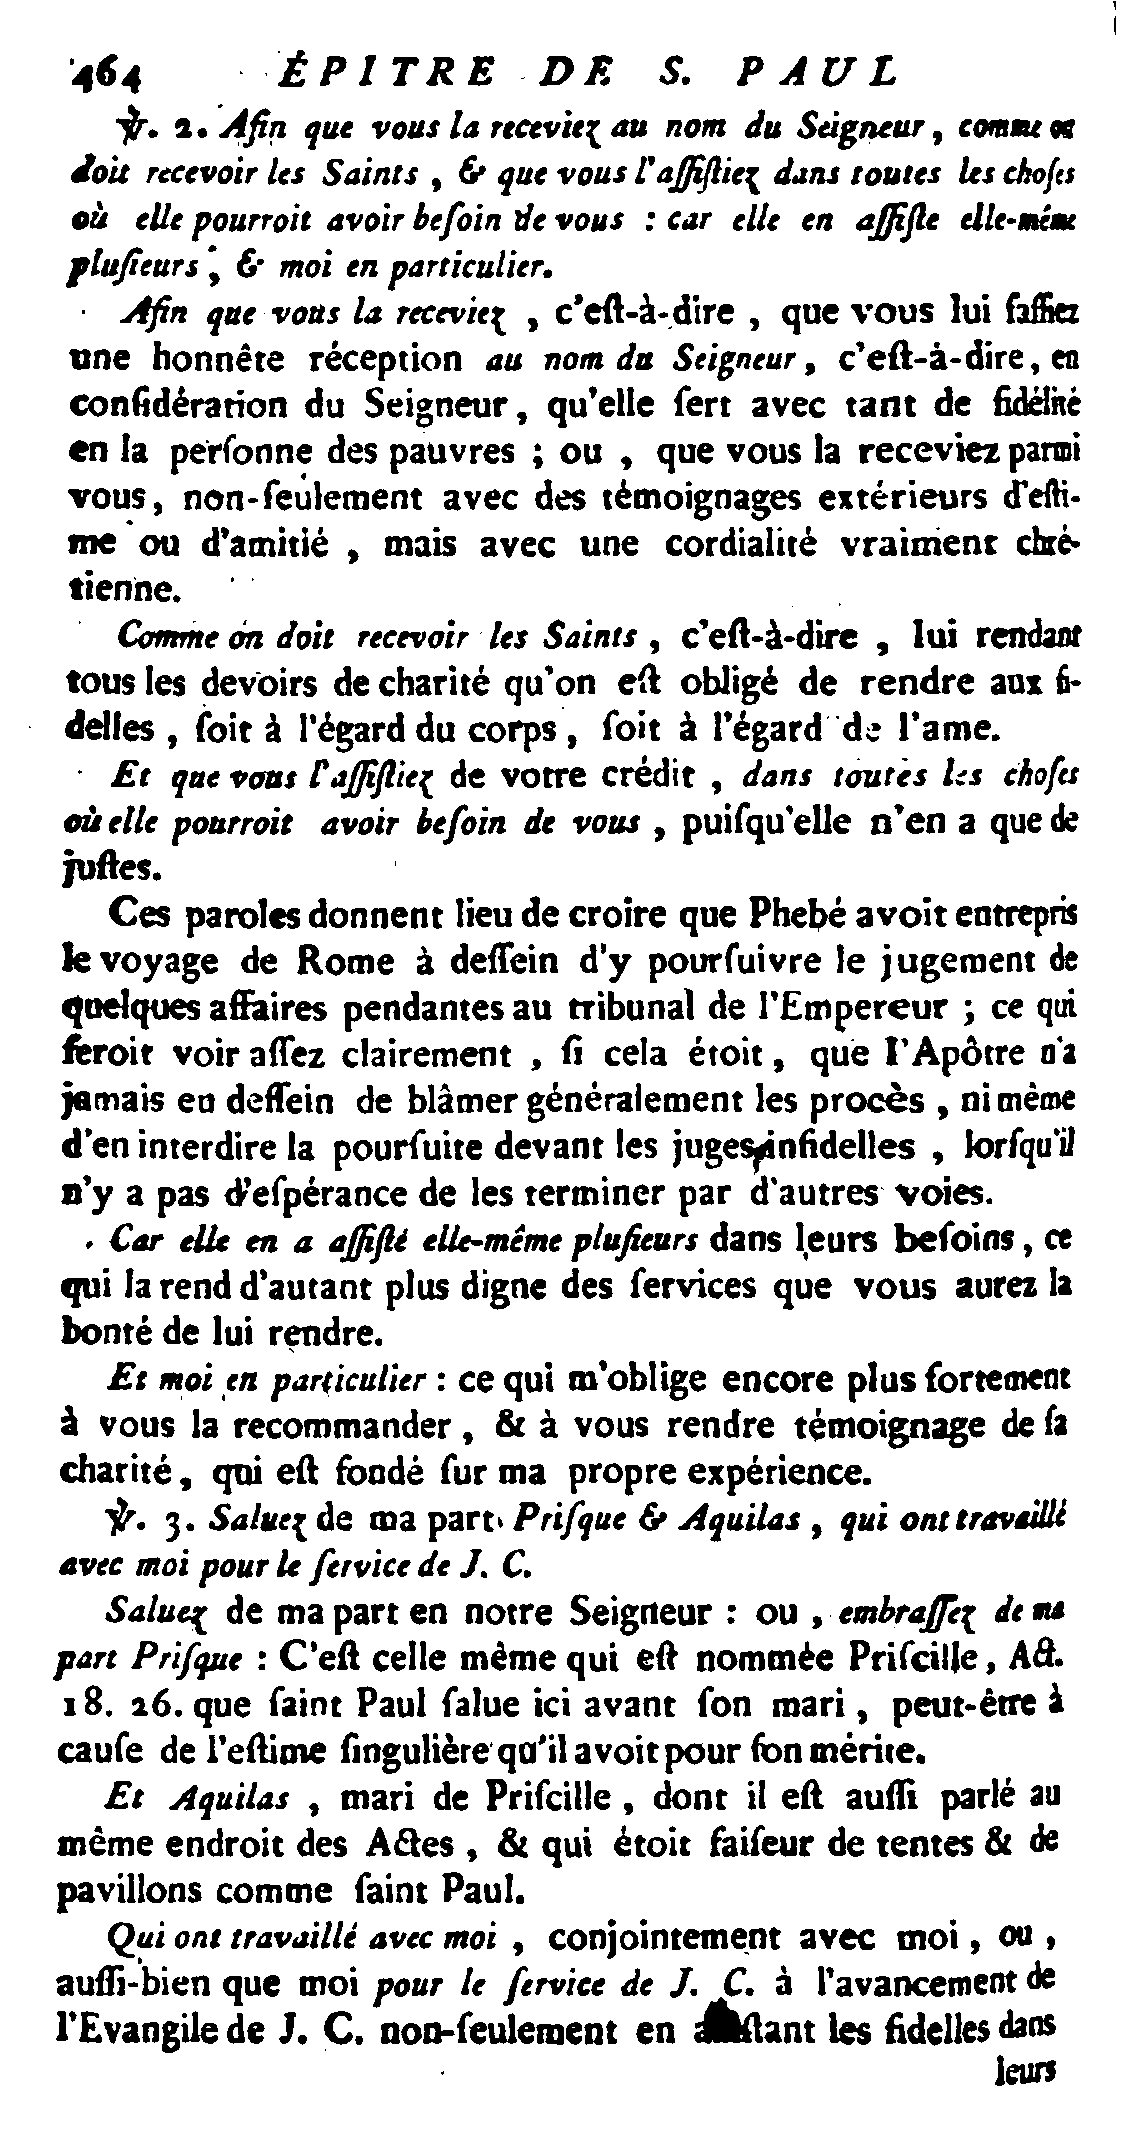 464 ÉPITRE DE S. PAUL
℣. 2. Afin que vous la receviez au nom du Seigneur, comme on
doit recevoir les Saints, & que vous l'aſſiſtiez dans toutes les choſes
où elle pourroit avoir beſoin de vous : car elle en aſſiſte elle-même
pluſieurs, & moi en particulier.
Afin que vous la receviez, c'eſt-à-dire, que vous lui faſſiez
une honnête réception au nom du Seigneur, c'eſt-à-dire, en
conſidération du Seigneur, qu'elle ſert avec tant de fidélité
en la perſonne des pauvres ; ou, que vous la receviez parmi
vous, non-ſeulement avec des témoignages extérieurs d'eſti-
me ou d'amitié, mais avec une cordialité vraiment chré-
tienne.
Comme on doit recevoir les Saints, c'eſt-à-dire, lui rendant
tous les devoirs de charité qu'on eſt obligé de rendre aux fi-
delles, ſoit à l'égard du corps, ſoit à l'égard de l'ame.
Et que vous l'aſſiſtiez de votre crédit, dans toutes les choſes
où elle pourroit avoir beſoin de vous, puiſqu'elle n'en a que de
juſtes.
Ces paroles donnent lieu de croire que Phebé avoit entrepris
le voyage de Rome à deſſein d'y pourſuivre le jugement de
quelques affaires pendantes au tribunal de l'Empereur ; ce qui
feroit voir aſſez clairement, ſi cela étoit, que l'Apôtre n'a
jamais eu deſſein de blâmer généralement les procès, ni même
d'en interdire la pourſuite devant les juges infidelles, lorſqu'il
n'y a pas d'eſpérance de les terminer par d'autres voies.
Car elle en a aſſiſté elle-même pluſieurs dans leurs beſoins, ce
qui la rend d'autant plus digne des ſervices que vous aurez la
bonté de lui rendre.
Et moi en particulier : ce qui m'oblige encore plus fortement
à vous la recommander, & à vous rendre témoignage de ſa
charité, qui eſt fondé ſur ma propre expérience.
℣. 3. Saluez de ma part Priſque & Aquilas, qui ont travaillé
avec moi pour le ſervice de J. C.
Saluez de ma part en notre Seigneur : ou, embraſſez de ma
part Priſque : C'eſt celle même qui eſt nommée Priſcille, Act.
18. 26. que ſaint Paul ſalue ici avant ſon mari, peut-être à
cauſe de l'eſtime ſingulière qu'il avoit pour ſon mérite.
Et Aquilas, mari de Priſcille, dont il eſt auſſi parlé au
même endroit des Actes, & qui étoit faiſeur de tentes & de
pavillons comme ſaint Paul.
Qui ont travaillé avec moi, conjointement avec moi, ou,
auſſi-bien que moi pour le ſervice de J. C. à l'avancement de
l'Evangile de J. C. non-ſeulement en aſſiſtant les fidelles dans
leurs